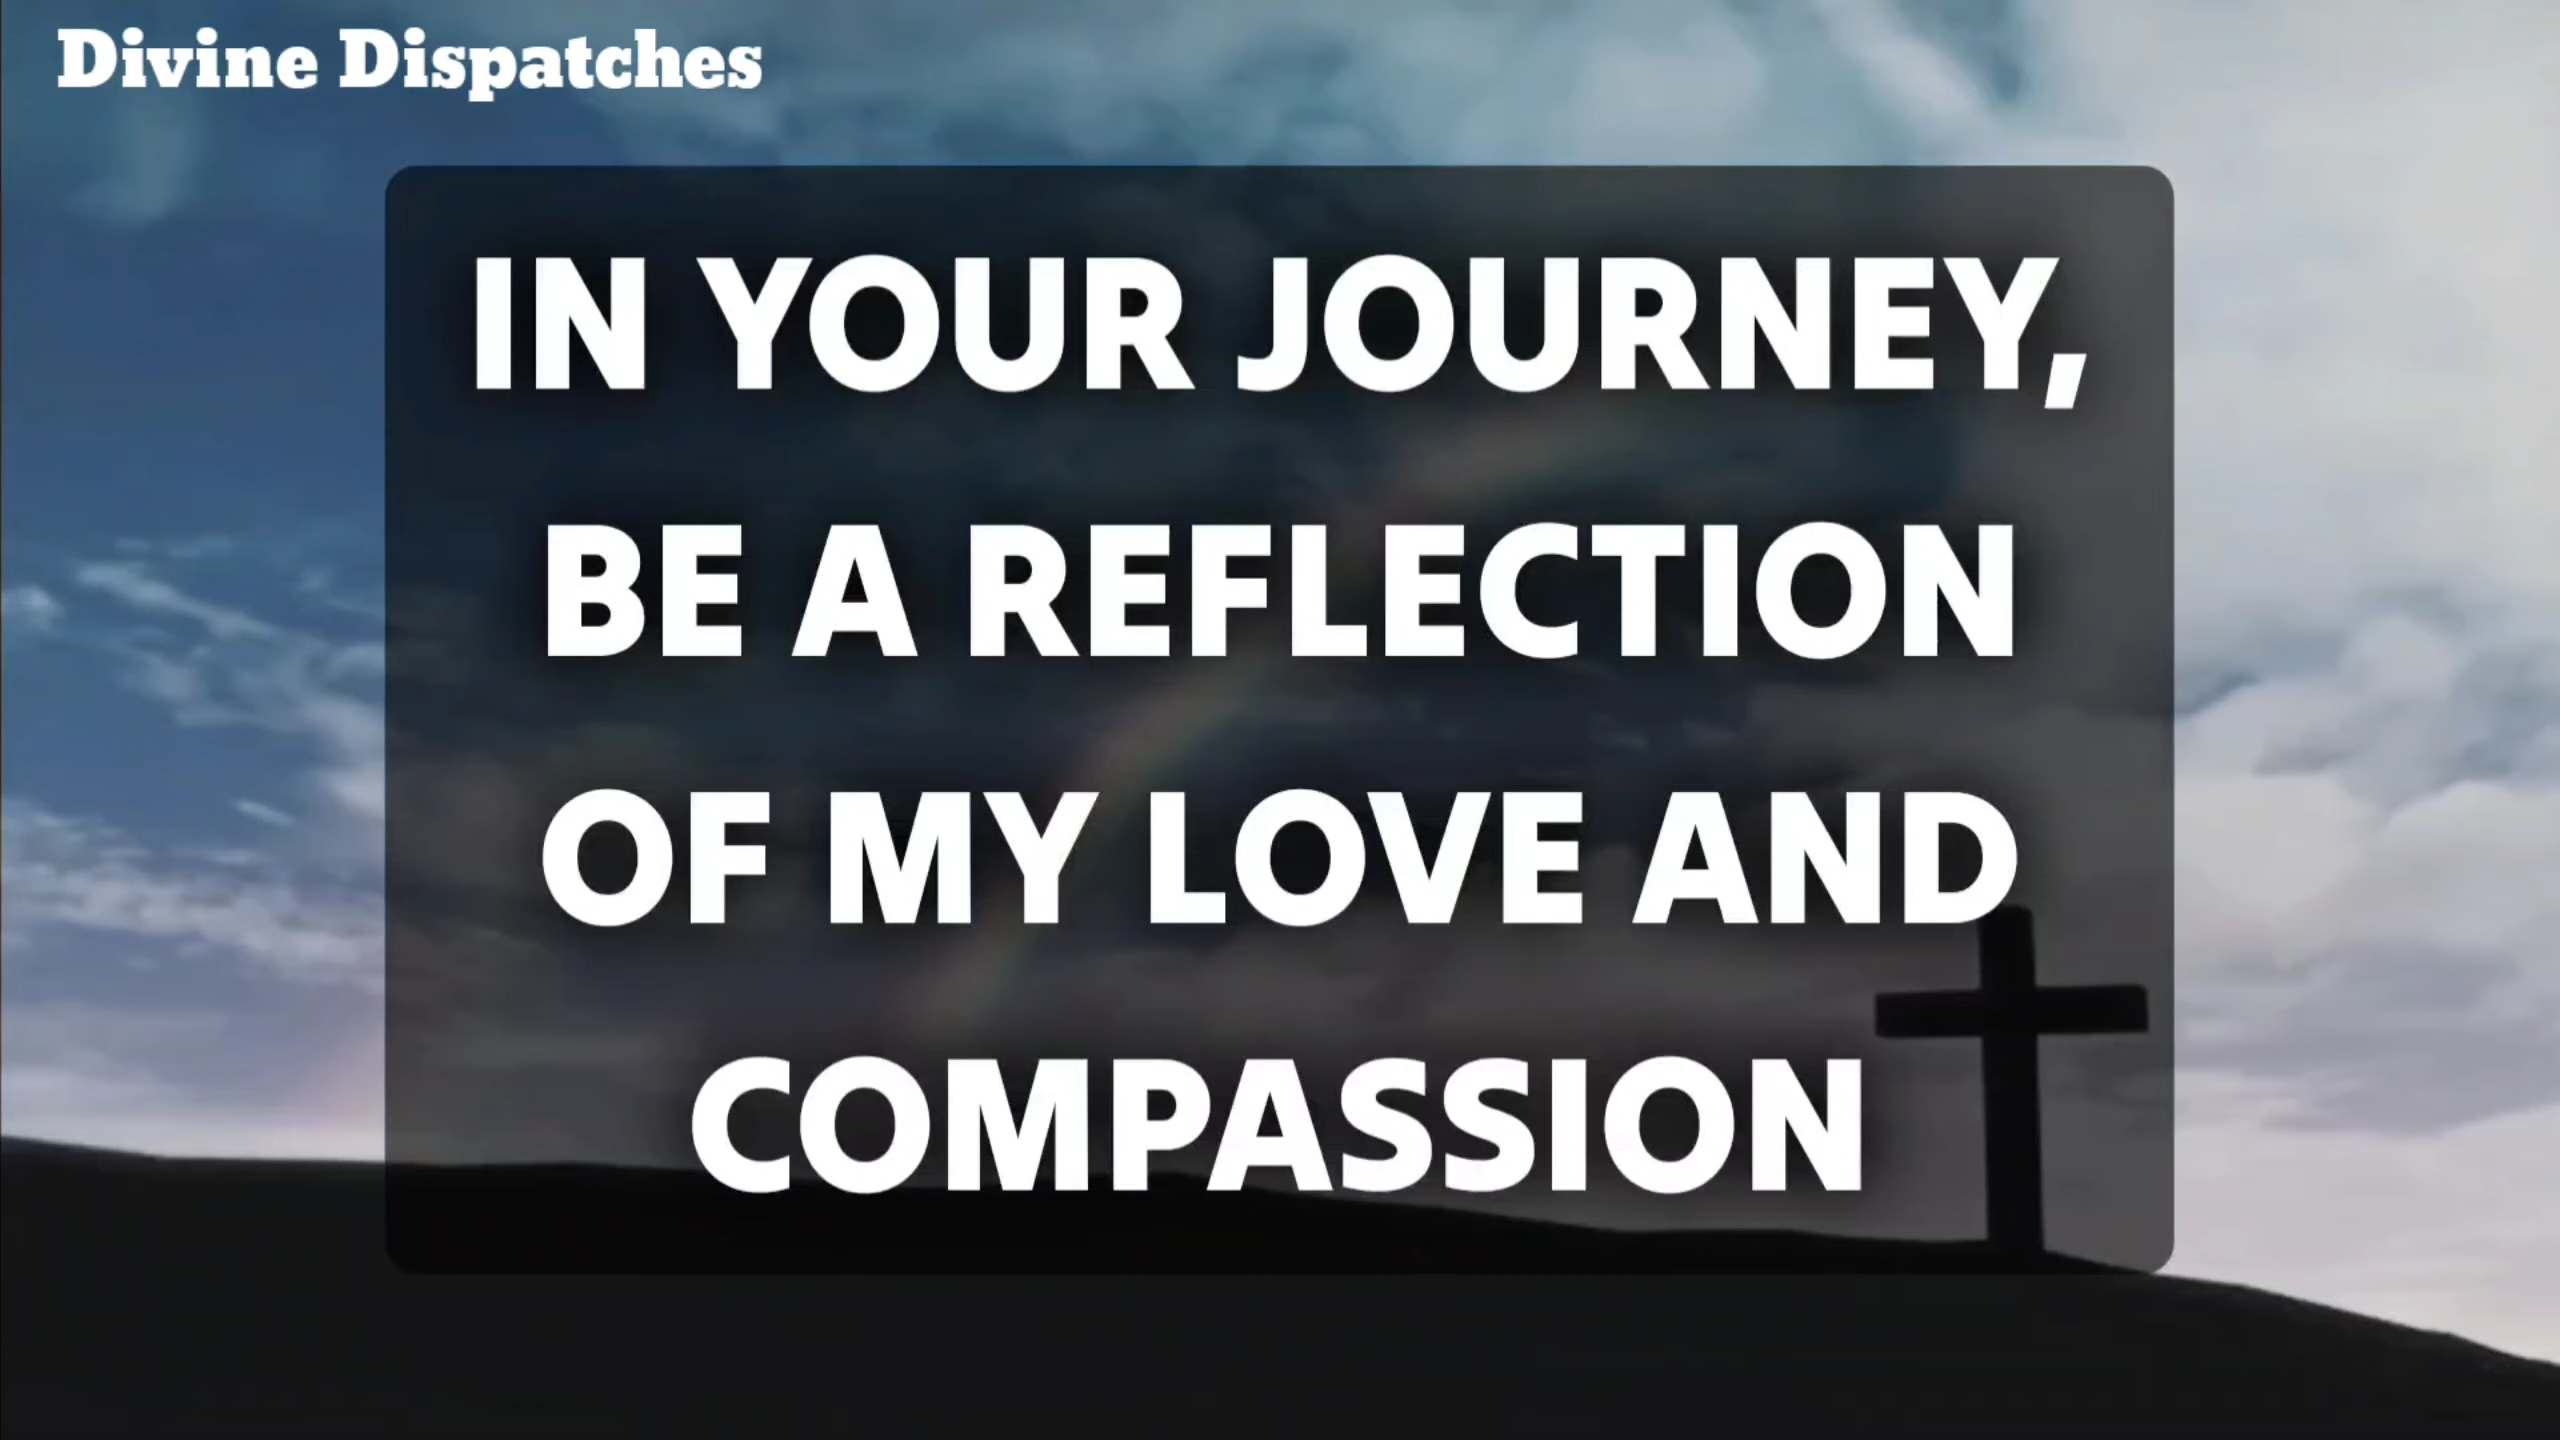 Divine Dispatches
IN YOUR JOURNEY,
BE A REFLECTION
OF MY LOVE AND
COMPASSION